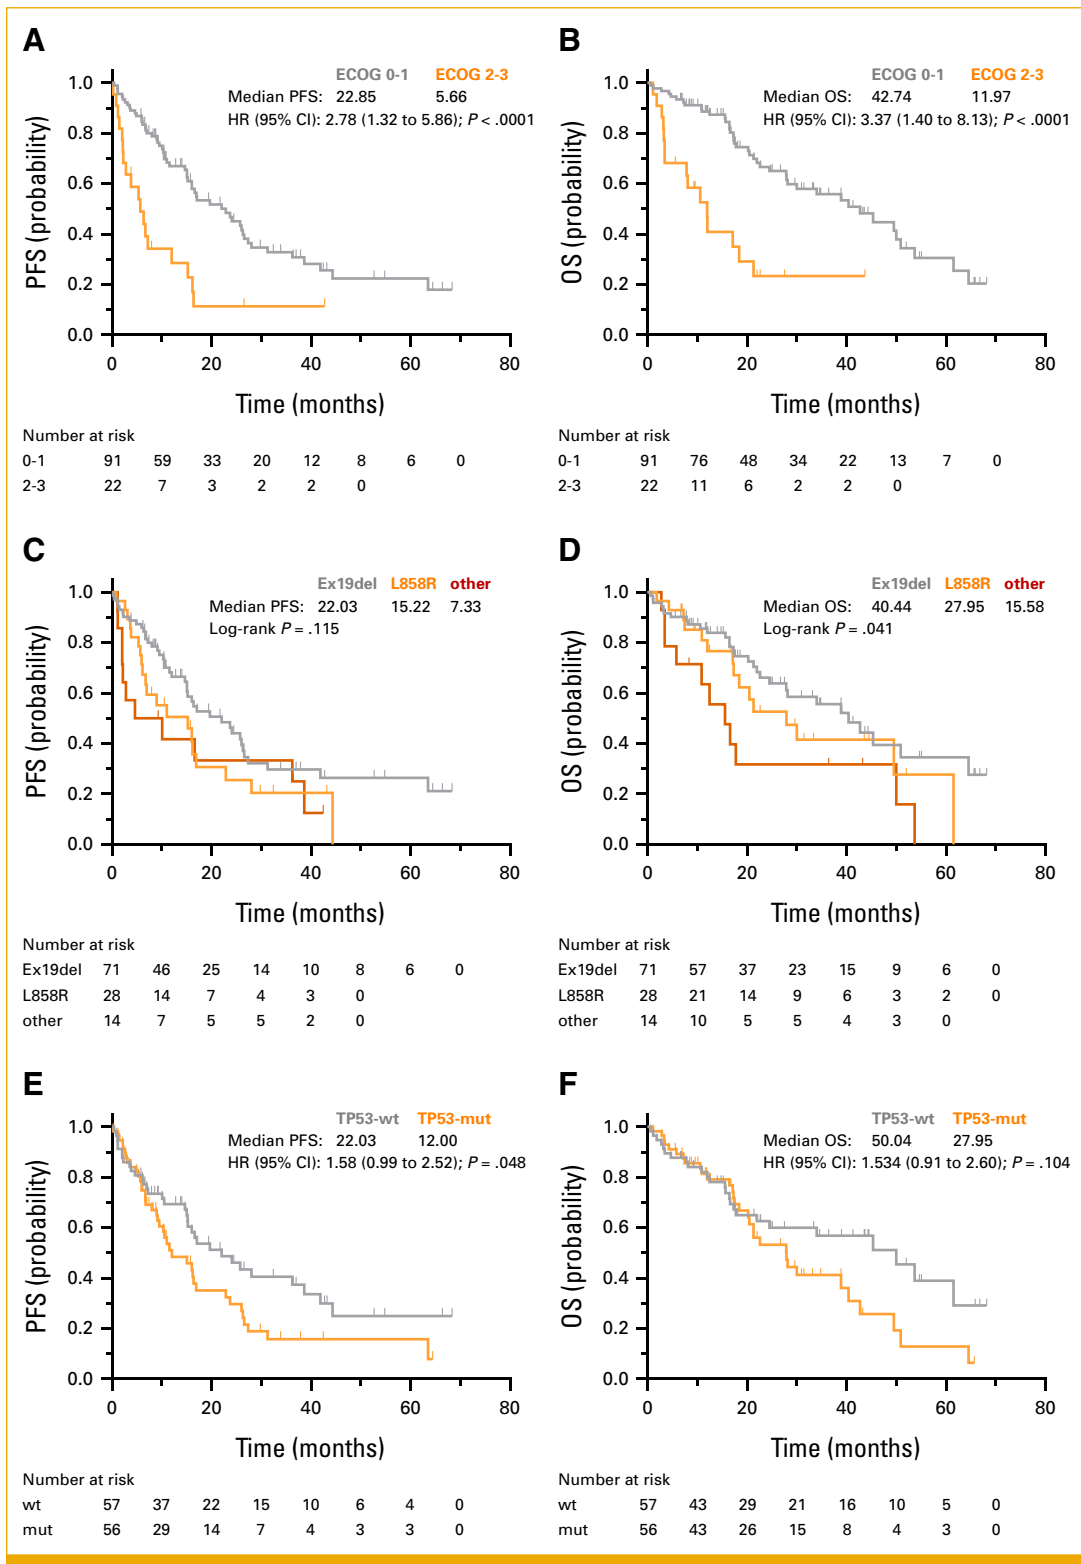 A
ECOG 0-1 ECOG 2-3
Median PFS: 22.85 5.66
HR (95% CI): 2.78 (1.32 to 5.86); P < .0001
PFS (probability)
1.0
0.8
0.6
0.4
0.2
0.0
0 20 40 60 80
Time (months)
Number at risk
0-1 91 59 33 20 12 8 6 0
2-3 22 7 3 2 2 0
B
ECOG 0-1 ECOG 2-3
Median OS: 42.74 11.97
HR (95% CI): 3.37 (1.40 to 8.13); P < .0001
OS (probability)
1.0
0.8
0.6
0.4
0.2
0.0
0 20 40 60 80
Time (months)
Number at risk
0-1 91 76 48 34 22 13 7 0
2-3 22 11 6 2 2 0
C
Ex19del L858R other
Median PFS: 22.03 15.22 7.33
Log-rank P = .115
PFS (probability)
1.0
0.8
0.6
0.4
0.2
0.0
0 20 40 60 80
Time (months)
Number at risk
Ex19del 71 46 25 14 10 8 6 0
L858R 28 14 7 4 3 0
other 14 7 5 5 2 0
D
Ex19del L858R other
Median OS: 40.44 27.95 15.58
Log-rank P = .041
OS (probability)
1.0
0.8
0.6
0.4
0.2
0.0
0 20 40 60 80
Time (months)
Number at risk
Ex19del 71 57 37 23 15 9 6 0
L858R 28 21 14 9 6 3 2 0
other 14 10 5 5 4 3 0
E
TP53-wt TP53-mut
Median PFS: 22.03 12.00
HR (95% CI): 1.58 (0.99 to 2.52); P = .048
PFS (probability)
1.0
0.8
0.6
0.4
0.2
0.0
0 20 40 60 80
Time (months)
Number at risk
wt 57 37 22 15 10 6 4 0
mut 56 29 14 7 4 3 3 0
F
TP53-wt TP53-mut
Median OS: 50.04 27.95
HR (95% CI): 1.534 (0.91 to 2.60); P = .104
OS (probability)
1.0
0.8
0.6
0.4
0.2
0.0
0 20 40 60 80
Time (months)
Number at risk
wt 57 43 29 21 16 10 5 0
mut 56 43 26 15 8 4 3 0